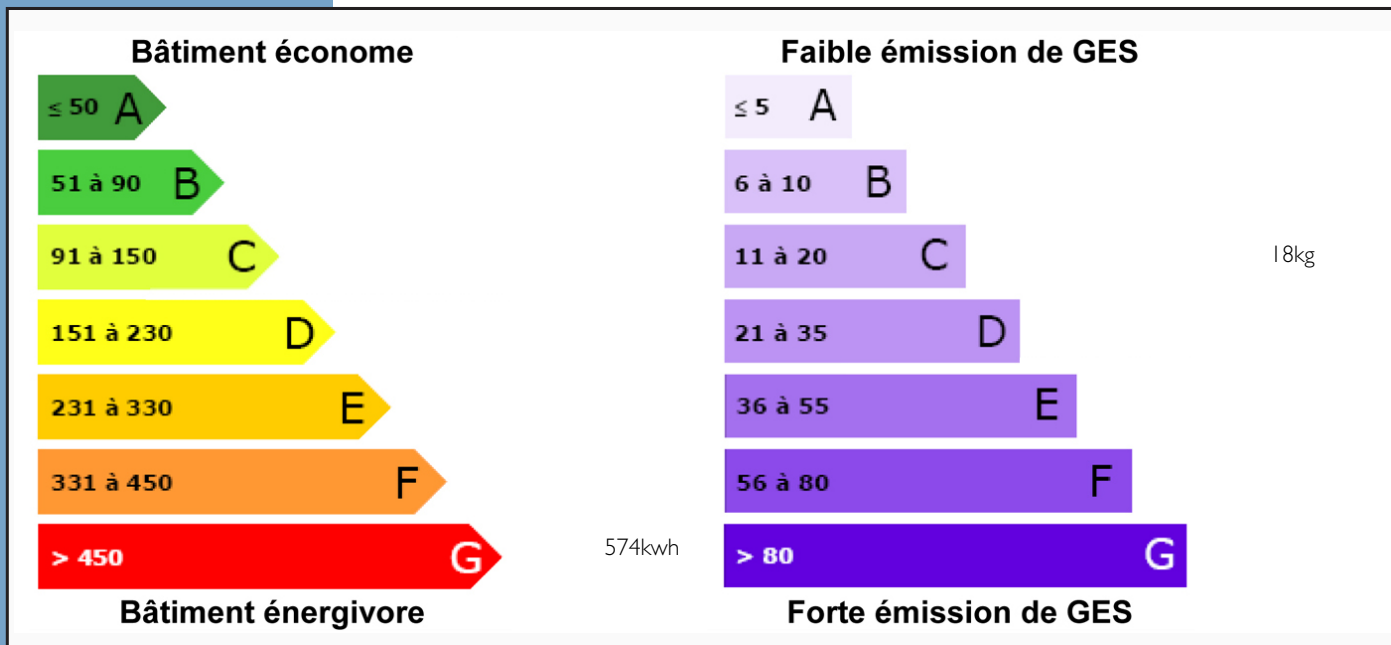 Bâtiment économe
≤ 50 A
51 à 90 B
91 à 150 C
151 à 230 D
231 à 330 E
331 à 450 F
> 450 G
574kwh
Bâtiment énergivore
Faible émission de GES
≤ 5 A
6 à 10 B
11 à 20 C
18kg
21 à 35 D
36 à 55 E
56 à 80 F
> 80 G
Forte émission de GES